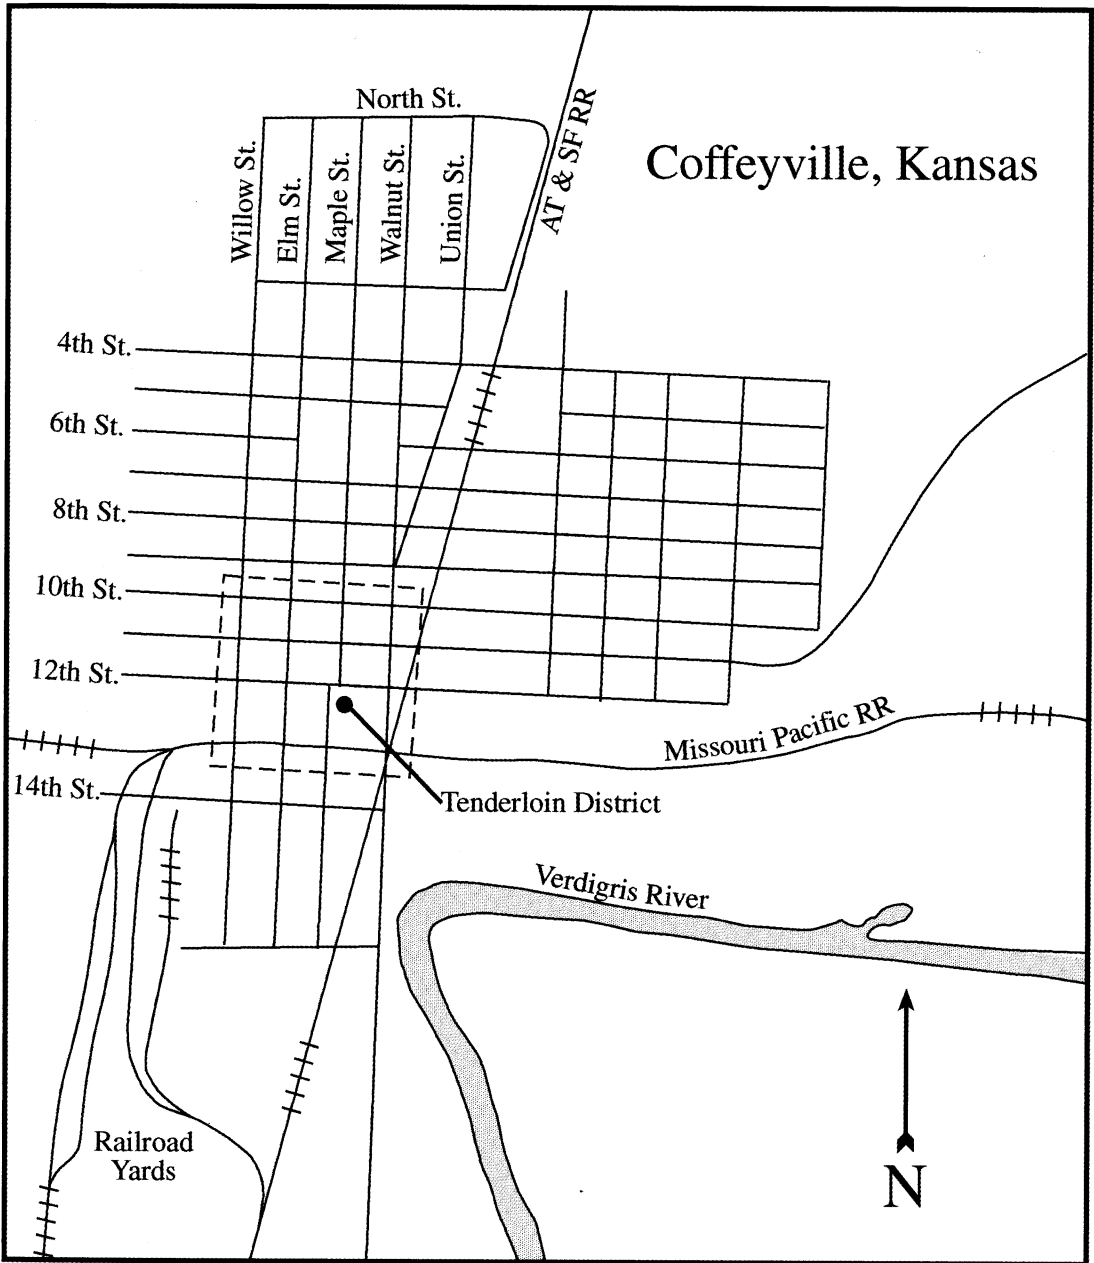 North St.
Coffeyville, Kansas
AT & SF RR
Willow St.
Elm St.
Maple St.
Walnut St.
Union St.
4th St.
6th St.
8th St.
10th St.
12th St.
Missouri Pacific RR
14th St.
Tenderloin District
Verdigris River
Railroad
Yards
N